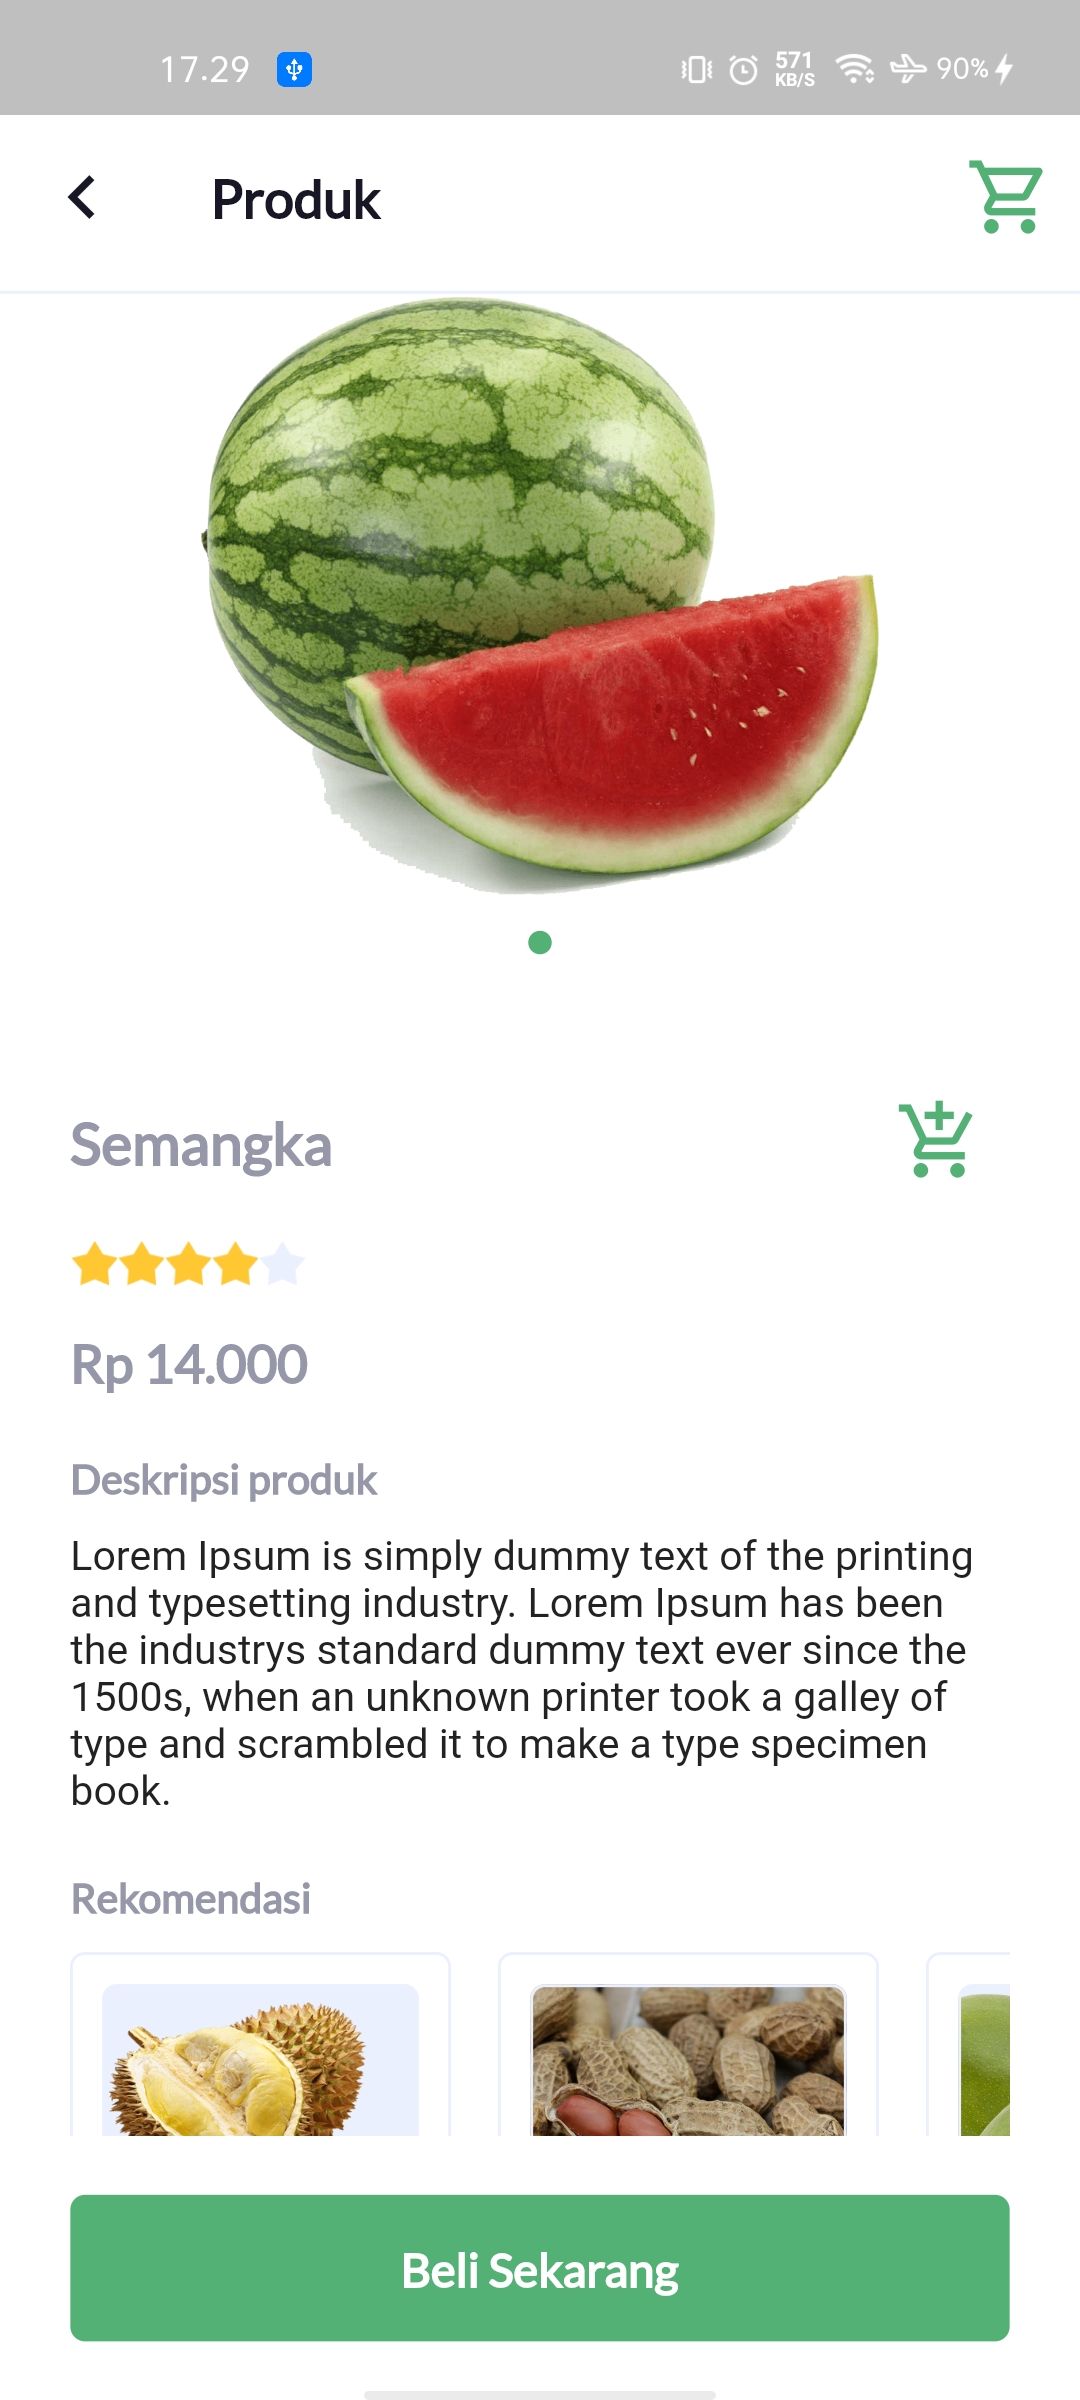 17.29
571
KB/S
90%
Produk
Semangka
Rp 14.000
Deskripsi produk
Lorem Ipsum is simply dummy text of the printing
and typesetting industry. Lorem Ipsum has been
the industrys standard dummy text ever since the
1500s, when an unknown printer took a galley of
type and scrambled it to make a type specimen
book.
Rekomendasi
Beli Sekarang